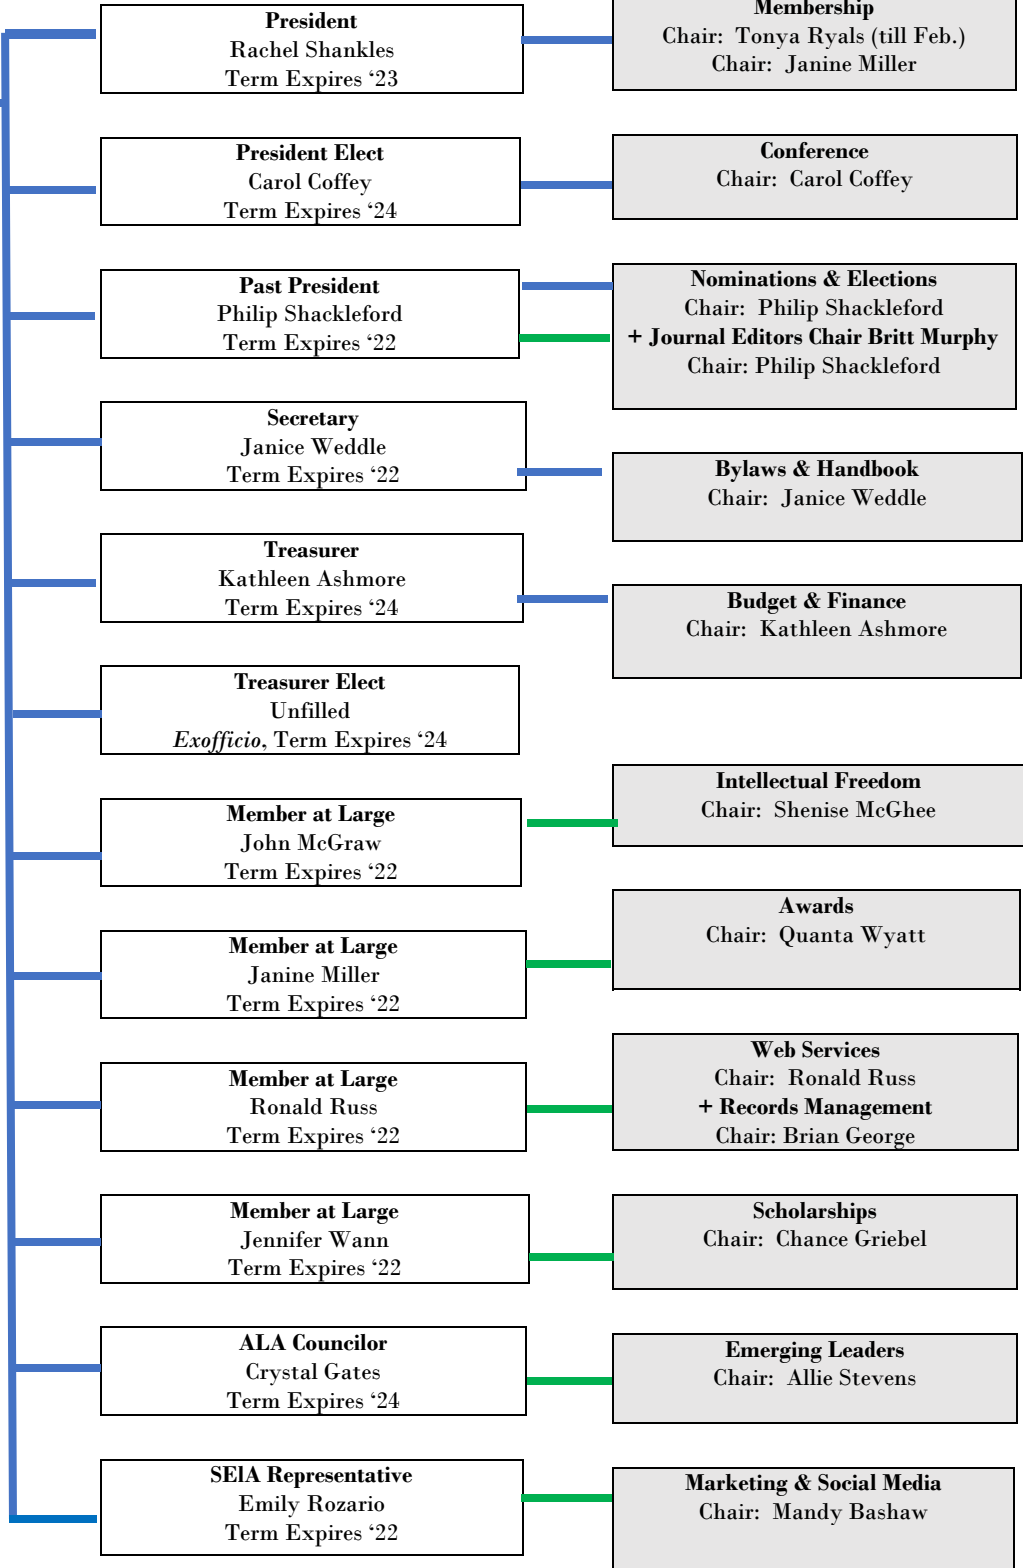 President
Rachel Shankles
Term Expires ‘23
Membership
Chair:  Tonya Ryals (till Feb.)
Chair:  Janine Miller
President Elect
Carol Coffey
Term Expires ‘24
Conference
Chair:  Carol Coffey
Past President
Philip Shackleford
Term Expires ‘22
Nominations & Elections
Chair:  Philip Shackleford
+ Journal Editors Chair Britt Murphy
Chair: Philip Shackleford
Secretary
Janice Weddle
Term Expires ‘22
Bylaws & Handbook
Chair:  Janice Weddle
Treasurer
Kathleen Ashmore
Term Expires ‘24
Budget & Finance
Chair:  Kathleen Ashmore
Treasurer Elect
Unfilled
Exofficio, Term Expires ‘24
Member at Large
John McGraw
Term Expires ‘22
Intellectual Freedom
Chair:  Shenise McGhee
Member at Large
Janine Miller
Term Expires ‘22
Awards
Chair:  Quanta Wyatt
Member at Large
Ronald Russ
Term Expires ‘22
Web Services
Chair:  Ronald Russ
+ Records Management
Chair: Brian George
Member at Large
Jennifer Wann
Term Expires ‘22
Scholarships
Chair:  Chance Griebel
ALA Councilor
Crystal Gates
Term Expires ‘24
Emerging Leaders
Chair:  Allie Stevens
SElA Representative
Emily Rozario
Term Expires ‘22
Marketing & Social Media
Chair:  Mandy Bashaw